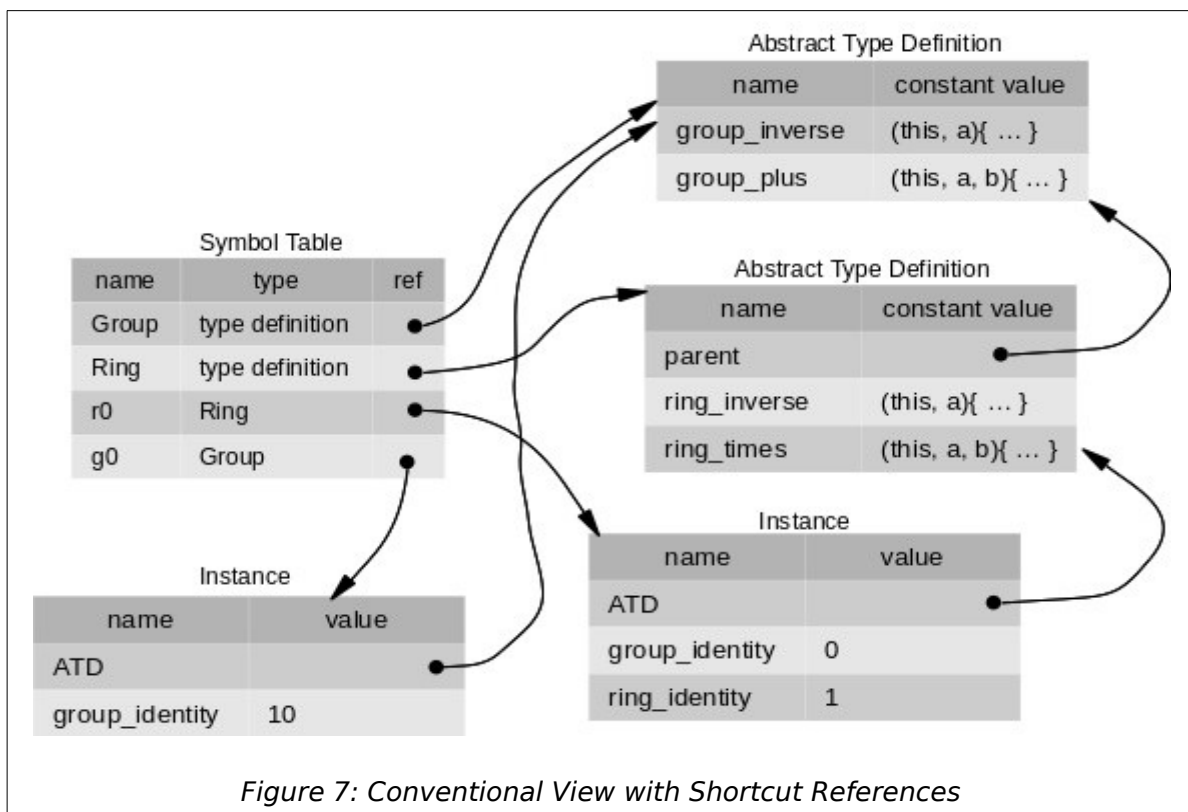 Abstract Type Definition
name constant value
group_inverse (this, a){ … }
group_plus (this, a, b){ … }
Symbol Table
name type ref
Group type definition
Ring type definition
r0 Ring
g0 Group
Abstract Type Definition
name constant value
parent
ring_inverse (this, a){ … }
ring_times (this, a, b){ … }
Instance
name value
ATD
group_identity 10
Instance
name value
ATD
group_identity 0
ring_identity 1
Figure 7: Conventional View with Shortcut References